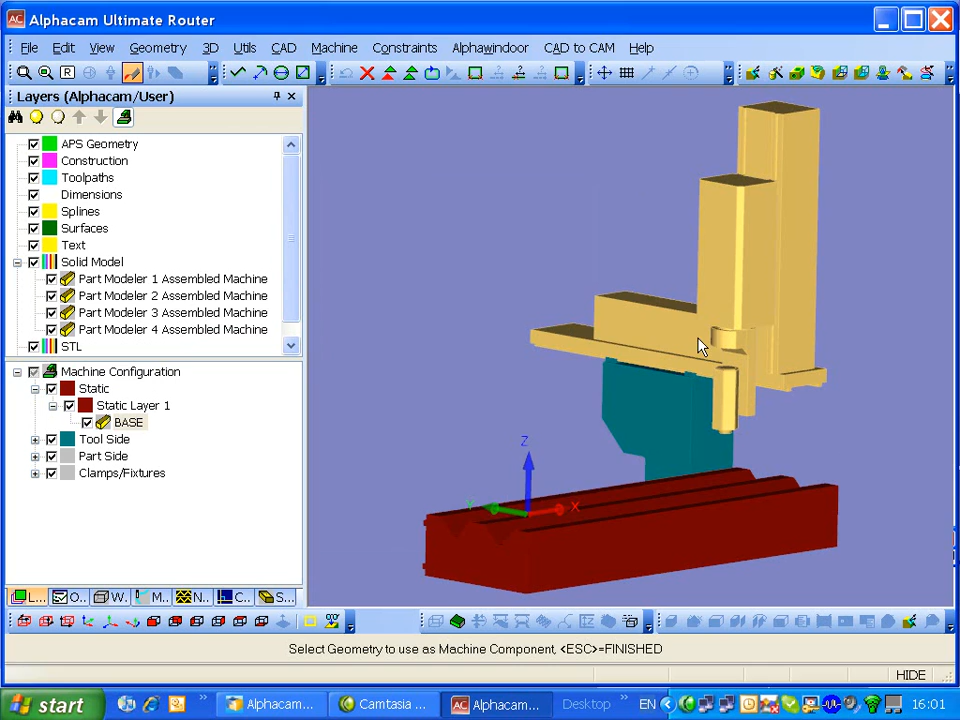 Alphacam Ultimate Router
File Edit View Geometry 3D Utils CAD Machine Constraints Alphawindoor CAD to CAM Help
Layers (Alphacam/User)
APS Geometry
Construction
Toolpaths
Dimensions
Splines
Surfaces
Text
Solid Model
Part Modeler 1 Assembled Machine
Part Modeler 2 Assembled Machine
Part Modeler 3 Assembled Machine
Part Modeler 4 Assembled Machine
STL
Machine Configuration
Static
Static Layer 1
BASE
Tool Side
Part Side
Clamps/Fixtures
Z
Y
X
L... O... W... M... N... C... S...
Select Geometry to use as Machine Component, <ESC>=FINISHED
HIDE
start Alphacam... Camtasia ... Alphacam... Desktop EN 16:01